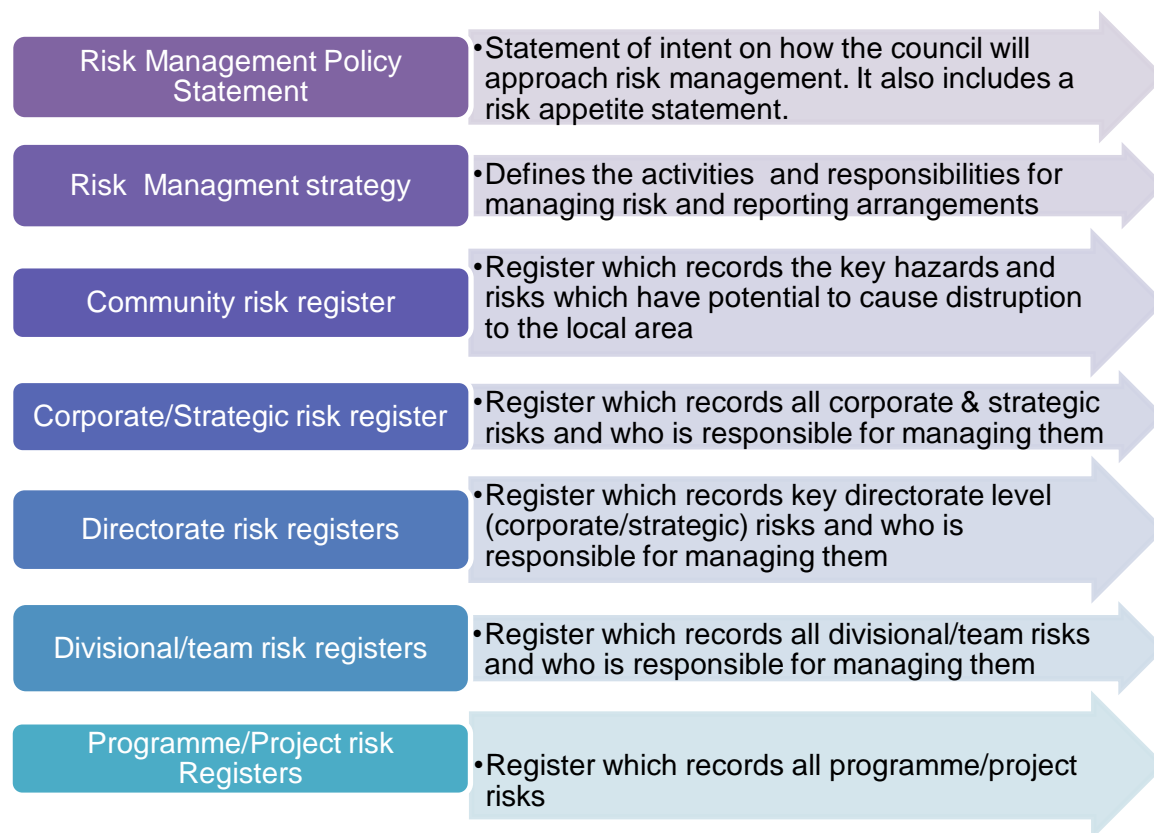 Risk Management Policy
Statement
•Statement of intent on how the council will
approach risk management. It also includes a
risk appetite statement.
Risk  Managment strategy
•Defines the activities  and responsibilities for
managing risk and reporting arrangements
Community risk register
•Register which records the key hazards and
risks which have potential to cause distruption
to the local area
Corporate/Strategic risk register
•Register which records all corporate & strategic
risks and who is responsible for managing them
Directorate risk registers
•Register which records key directorate level
(corporate/strategic) risks and who is
responsible for managing them
Divisional/team risk registers
•Register which records all divisional/team risks
and who is responsible for managing them
Programme/Project risk
Registers
•Register which records all programme/project
risks